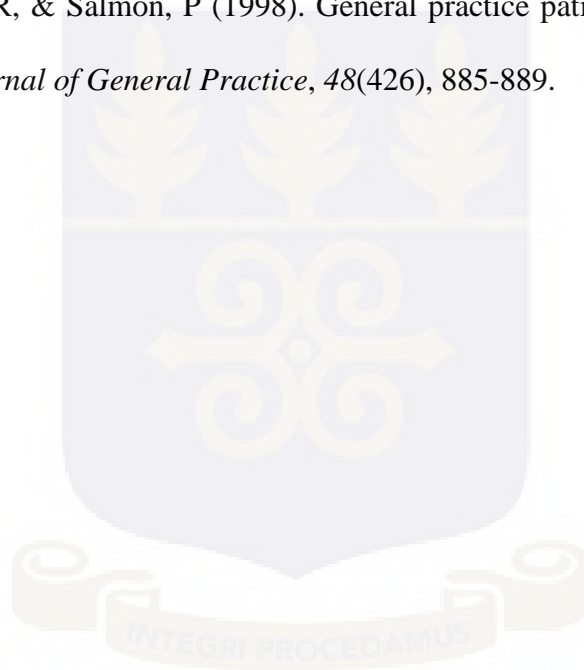 R, & Salmon, P (1998). General practice pati
rnal of General Practice, 48(426), 885-889.
INTEGRI PROCEDAMUS